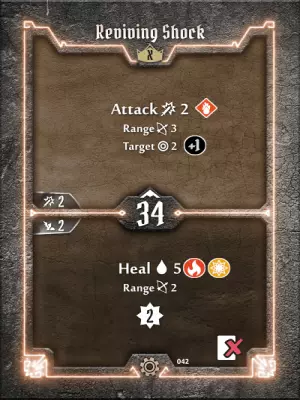 Reviving Shock
X
Attack 2
Range 3
Target 2 +1
2
34
2
Heal 5
Range 2
2
042